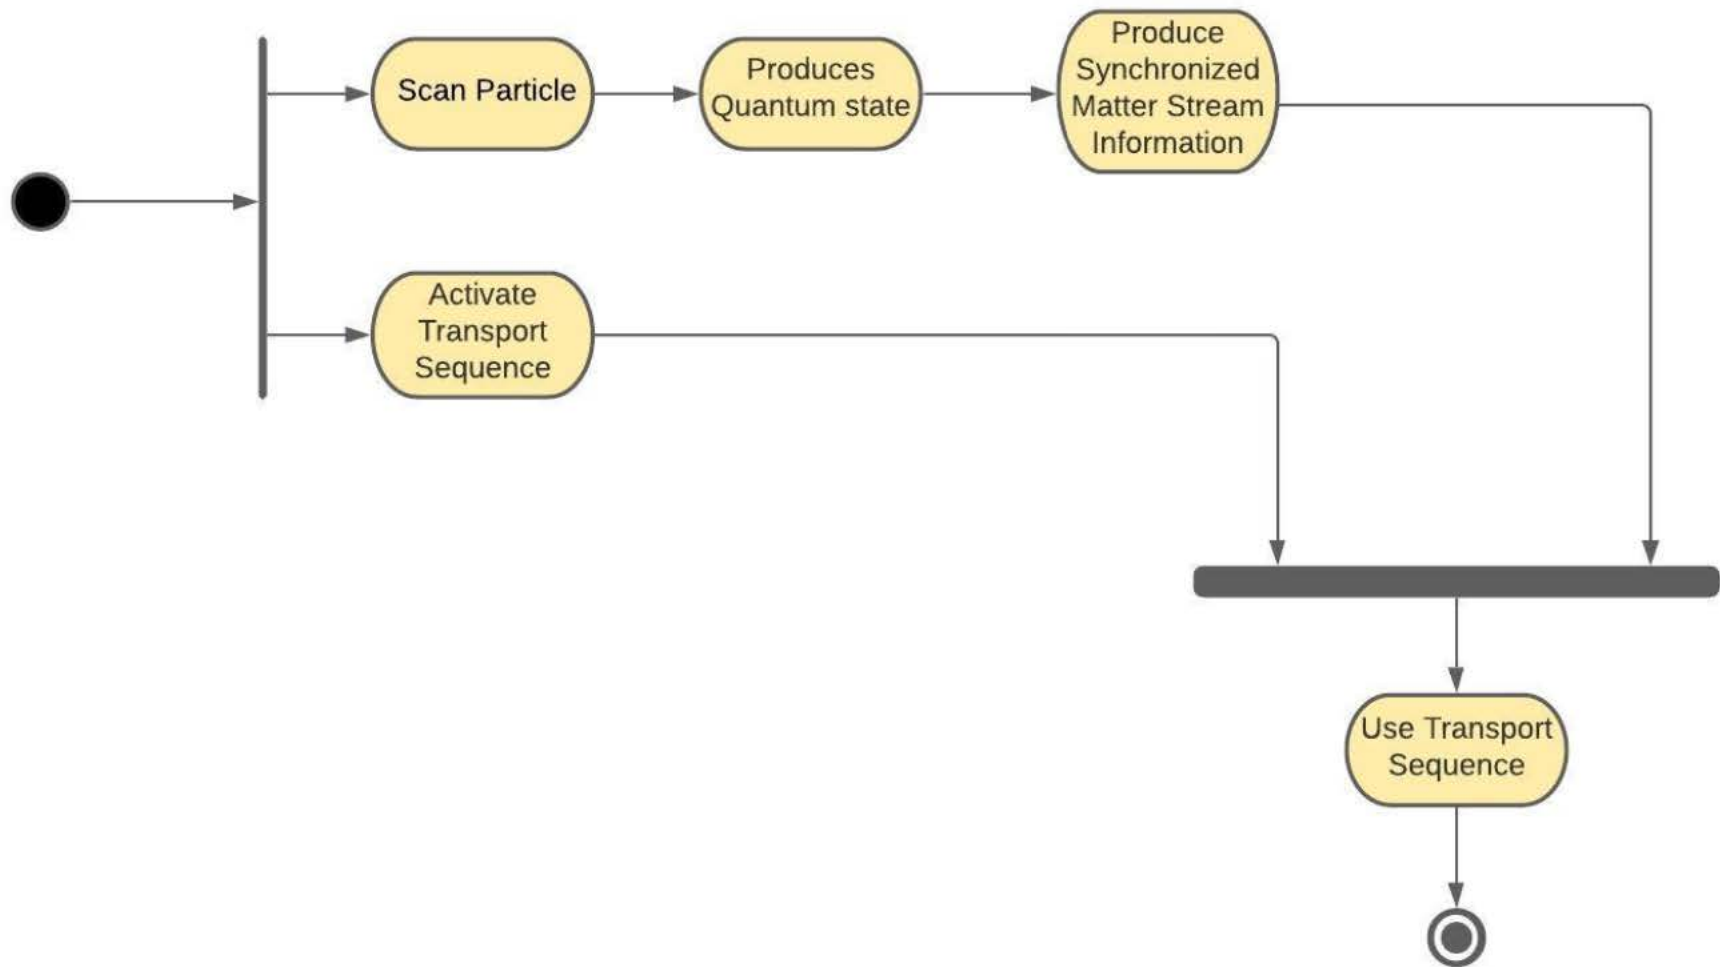 Scan Particle
Produces
Quantum state
Produce
Synchronized
Matter Stream
Information
Activate
Transport
Sequence
Use Transport
Sequence